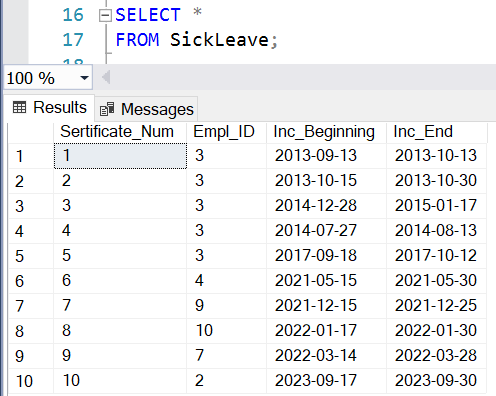 16 SELECT *
17 FROM SickLeave;
100 %
Results Messages
Sertificate_Num Empl_ID Inc_Beginning Inc_End
1 1 3 2013-09-13 2013-10-13
2 2 3 2013-10-15 2013-10-30
3 3 3 2014-12-28 2015-01-17
4 4 3 2014-07-27 2014-08-13
5 5 3 2017-09-18 2017-10-12
6 6 4 2021-05-15 2021-05-30
7 7 9 2021-12-15 2021-12-25
8 8 10 2022-01-17 2022-01-30
9 9 7 2022-03-14 2022-03-28
10 10 2 2023-09-17 2023-09-30